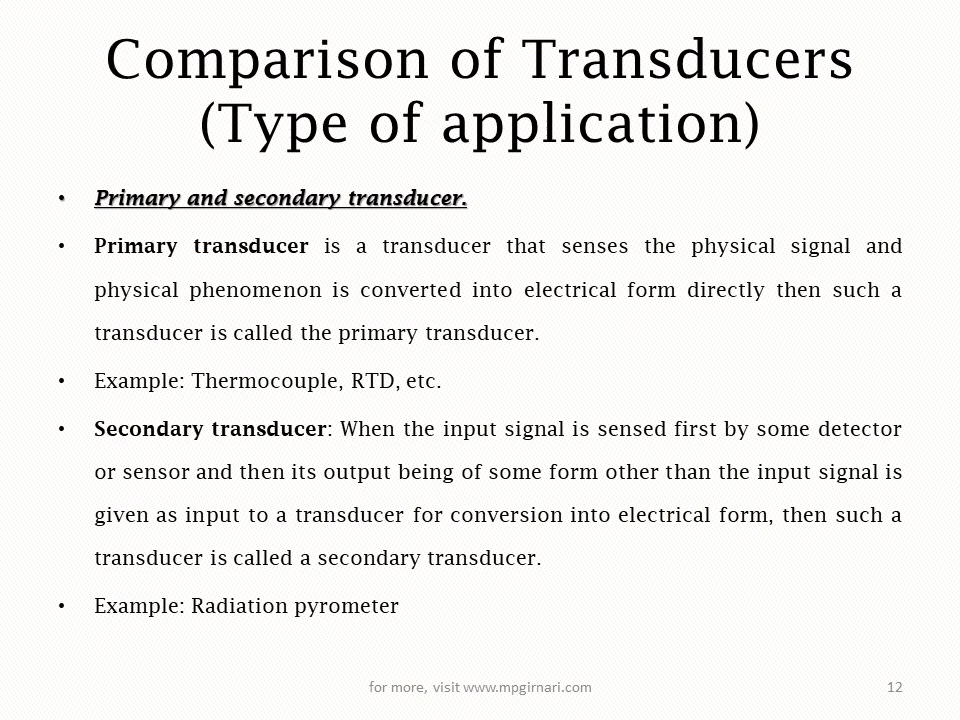 Comparison of Transducers
(Type of application)
• Primary and secondary transducer.
• Primary transducer is a transducer that senses the physical signal and
physical phenomenon is converted into electrical form directly then such a
transducer is called the primary transducer.
• Example: Thermocouple, RTD, etc.
• Secondary transducer: When the input signal is sensed first by some detector
or sensor and then its output being of some form other than the input signal is
given as input to a transducer for conversion into electrical form, then such a
transducer is called a secondary transducer.
• Example: Radiation pyrometer
for more, visit www.mpgirnari.com 12